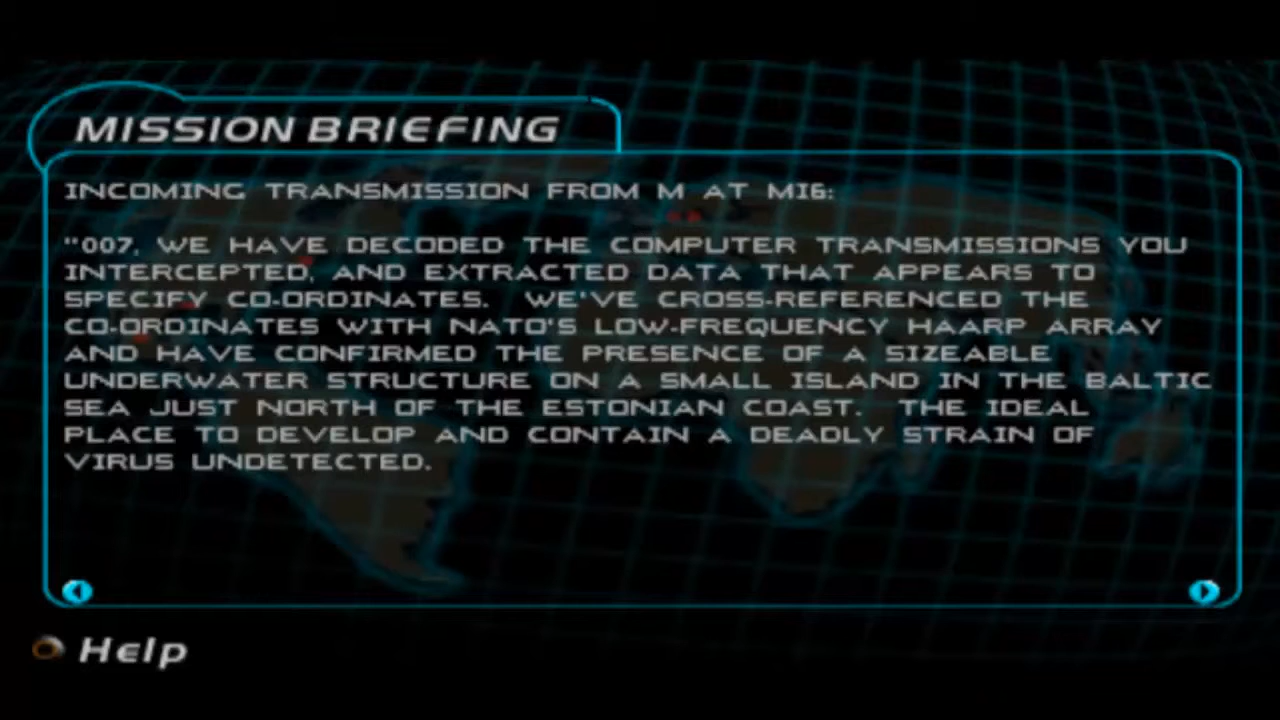 MISSION BRIEFING
INCOMING TRANSMISSION FROM M AT MI6:
"007, WE HAVE DECODED THE COMPUTER TRANSMISSIONS YOU
INTERCEPTED, AND EXTRACTED DATA THAT APPEARS TO
SPECIFY CO-ORDINATES. WE'VE CROSS-REFERENCED THE
CO-ORDINATES WITH NATO'S LOW-FREQUENCY HAARP ARRAY
AND HAVE CONFIRMED THE PRESENCE OF A SIZEABLE
UNDERWATER STRUCTURE ON A SMALL ISLAND IN THE BALTIC
SEA JUST NORTH OF THE ESTONIAN COAST. THE IDEAL
PLACE TO DEVELOP AND CONTAIN A DEADLY STRAIN OF
VIRUS UNDETECTED.
Help